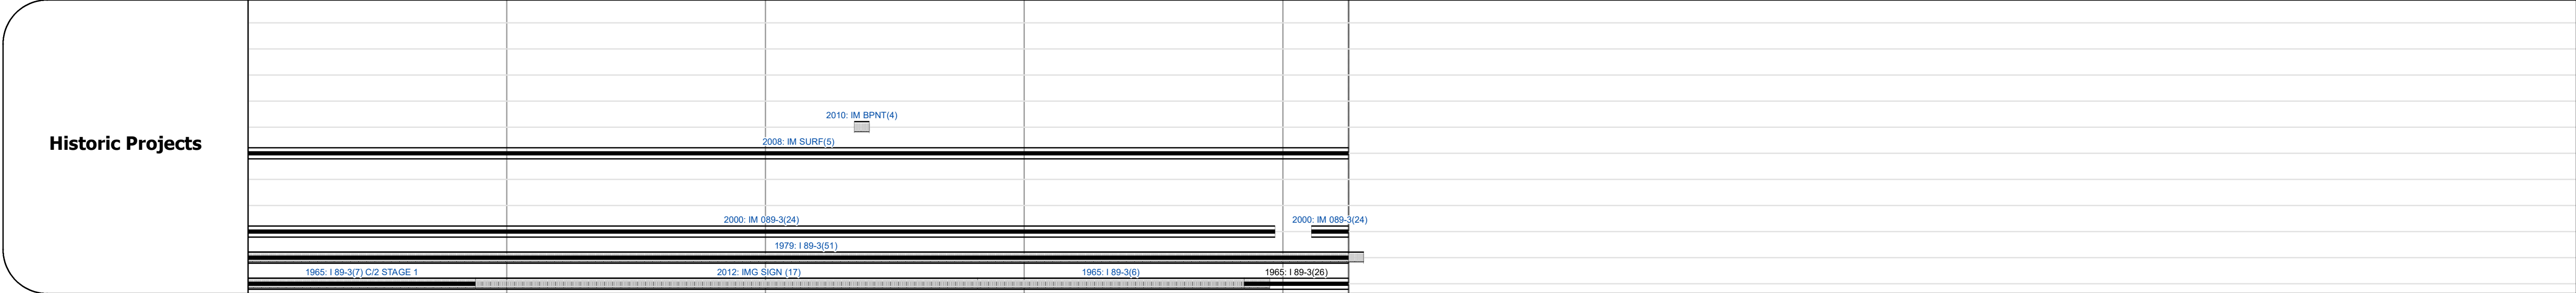 Historic Projects
2010: IM BPNT(4)
2008: IM SURF(5)
2000: IM 089-3(24) 2000: IM 089-3(24)
1979: I 89-3(51)
1965: I 89-3(7) C/2 STAGE 1 2012: IMG SIGN (17) 1965: I 89-3(6) 1965: I 89-3(26)